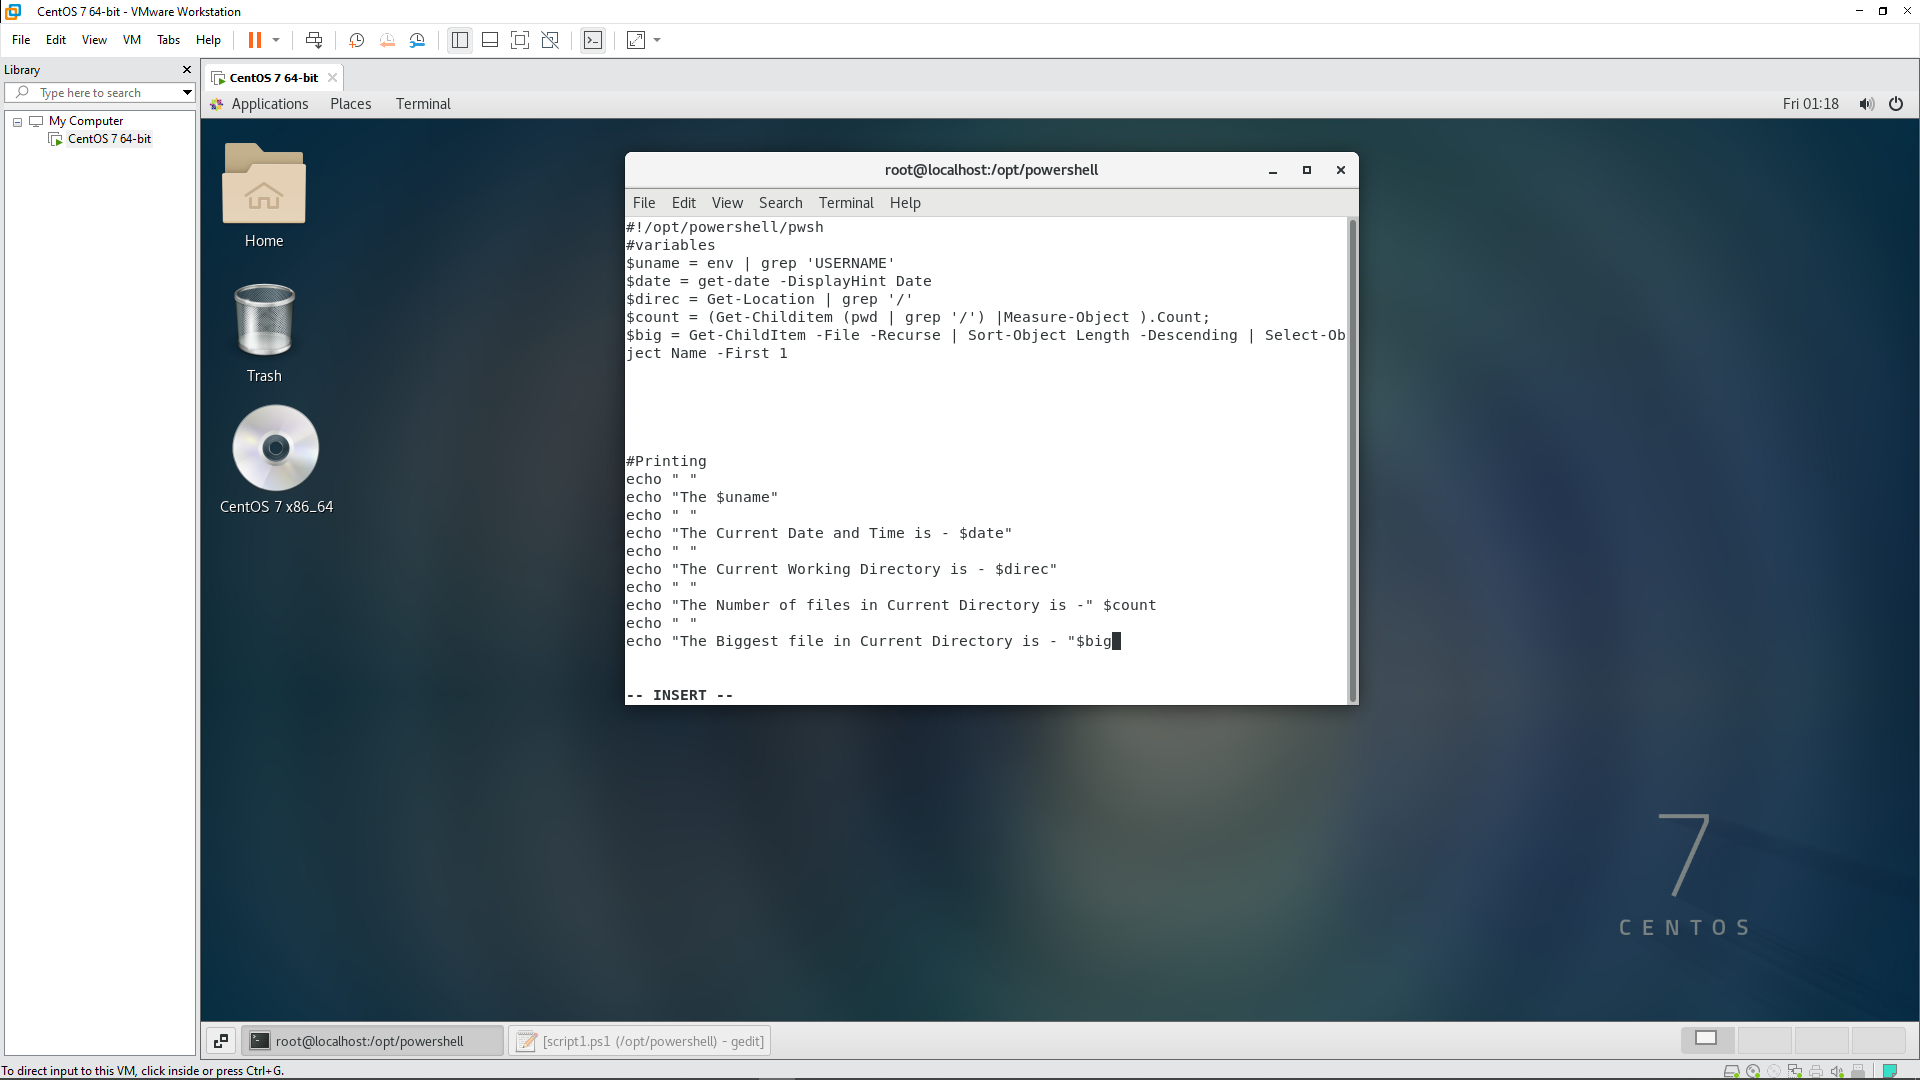 CentOS 7 64-bit - VMware Workstation
File Edit View VM Tabs Help
Library
Type here to search
My Computer
CentOS 7 64-bit
CentOS 7 64-bit
Applications Places Terminal
Fri 01:18
Home
Trash
CentOS 7 x86_64
root@localhost:/opt/powershell
File Edit View Search Terminal Help
#!/opt/powershell/pwsh
#variables
$uname = env | grep 'USERNAME'
$date = get-date -DisplayHint Date
$direc = Get-Location | grep '/'
$count = (Get-Childitem (pwd | grep '/') |Measure-Object ).Count;
$big = Get-ChildItem -File -Recurse | Sort-Object Length -Descending | Select-Ob
ject Name -First 1
#Printing
echo " "
echo "The $uname"
echo " "
echo "The Current Date and Time is - $date"
echo " "
echo "The Current Working Directory is - $direc"
echo " "
echo "The Number of files in Current Directory is -" $count
echo " "
echo "The Biggest file in Current Directory is - "$big
-- INSERT --
7
CENTOS
root@localhost:/opt/powershell
[script1.ps1 (/opt/powershell) - gedit]
To direct input to this VM, click inside or press Ctrl+G.